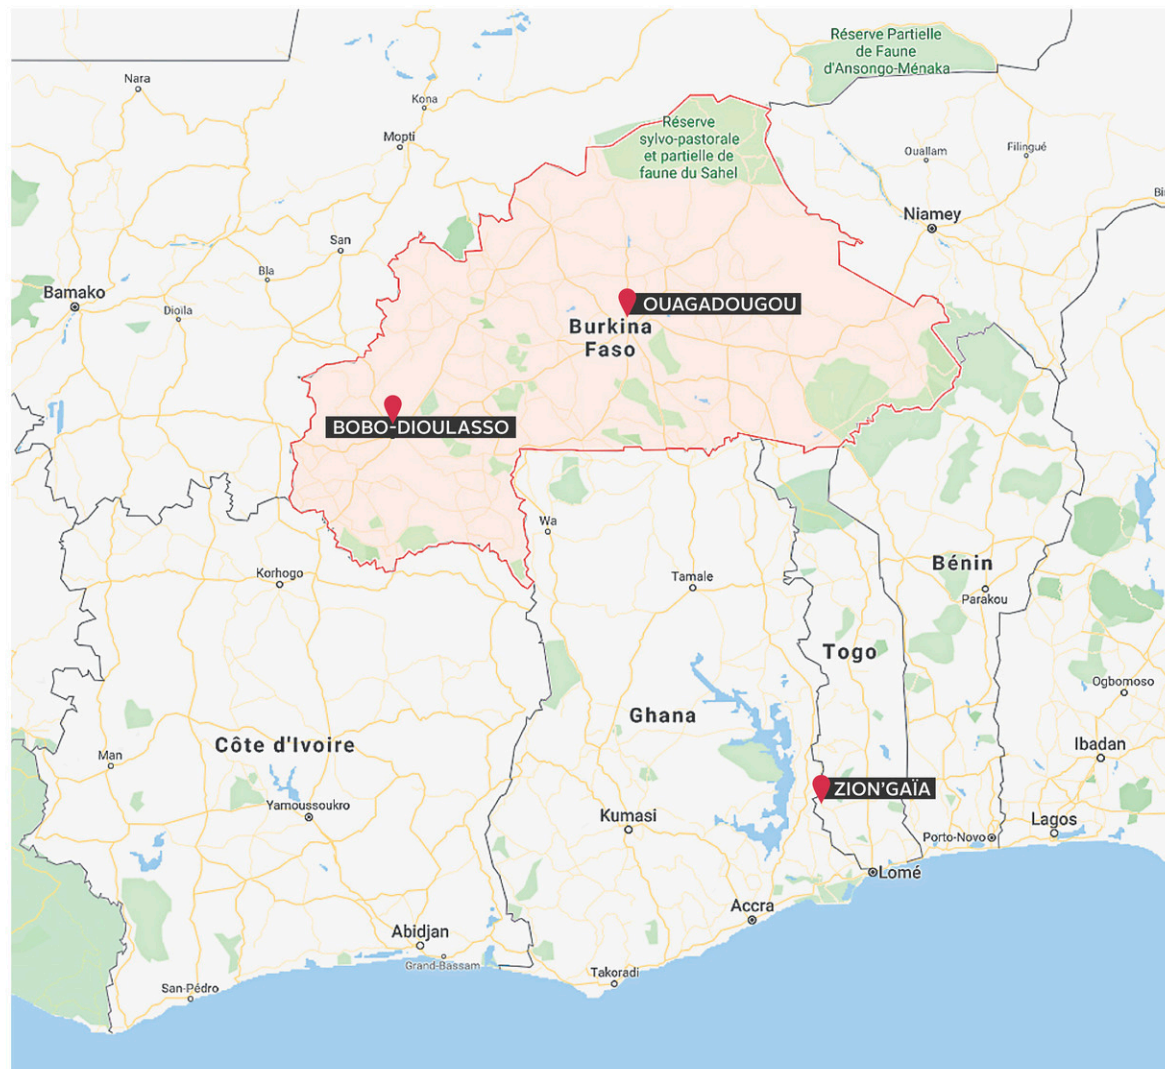 Réserve Partielle
de Faune
d'Ansongo-Ménaka
Nara
Kona
Mopti
Réserve
sylvo-pastorale
et partielle de
faune du Sahel
Ouallam
Filingué
Niamey
San
Bla
Bamako
Dioïla
OUAGADOUGOU
Burkina
Faso
BOBO-DIOULASSO
Wa
Korhogo
Tamale
Bénin
Parakou
Togo
Ogbomoso
Ghana
Côte d'Ivoire
Man
Ibadan
ZION'GAÏA
Yamoussoukro
Kumasi
Lagos
Porto-Novo
Lomé
Accra
Abidjan
Grand-Bassam
Takoradi
San-Pédro